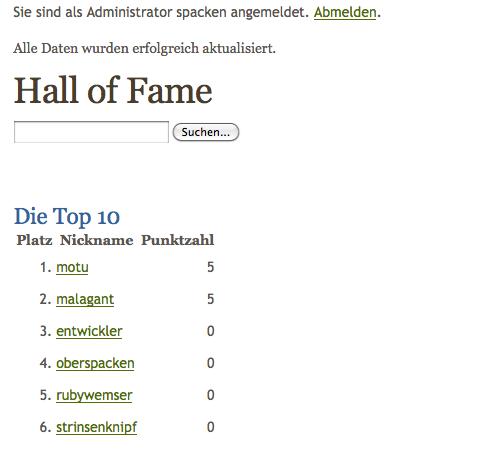 Sie sind als Administrator spacken angemeldet. Abmelden.
Alle Daten wurden erfolgreich aktualisiert.
Hall of Fame
Suchen...
Die Top 10
Platz Nickname Punktzahl
1. motu 5
2. malagant 5
3. entwickler 0
4. oberspacken 0
5. rubywemser 0
6. strinsenknipf 0